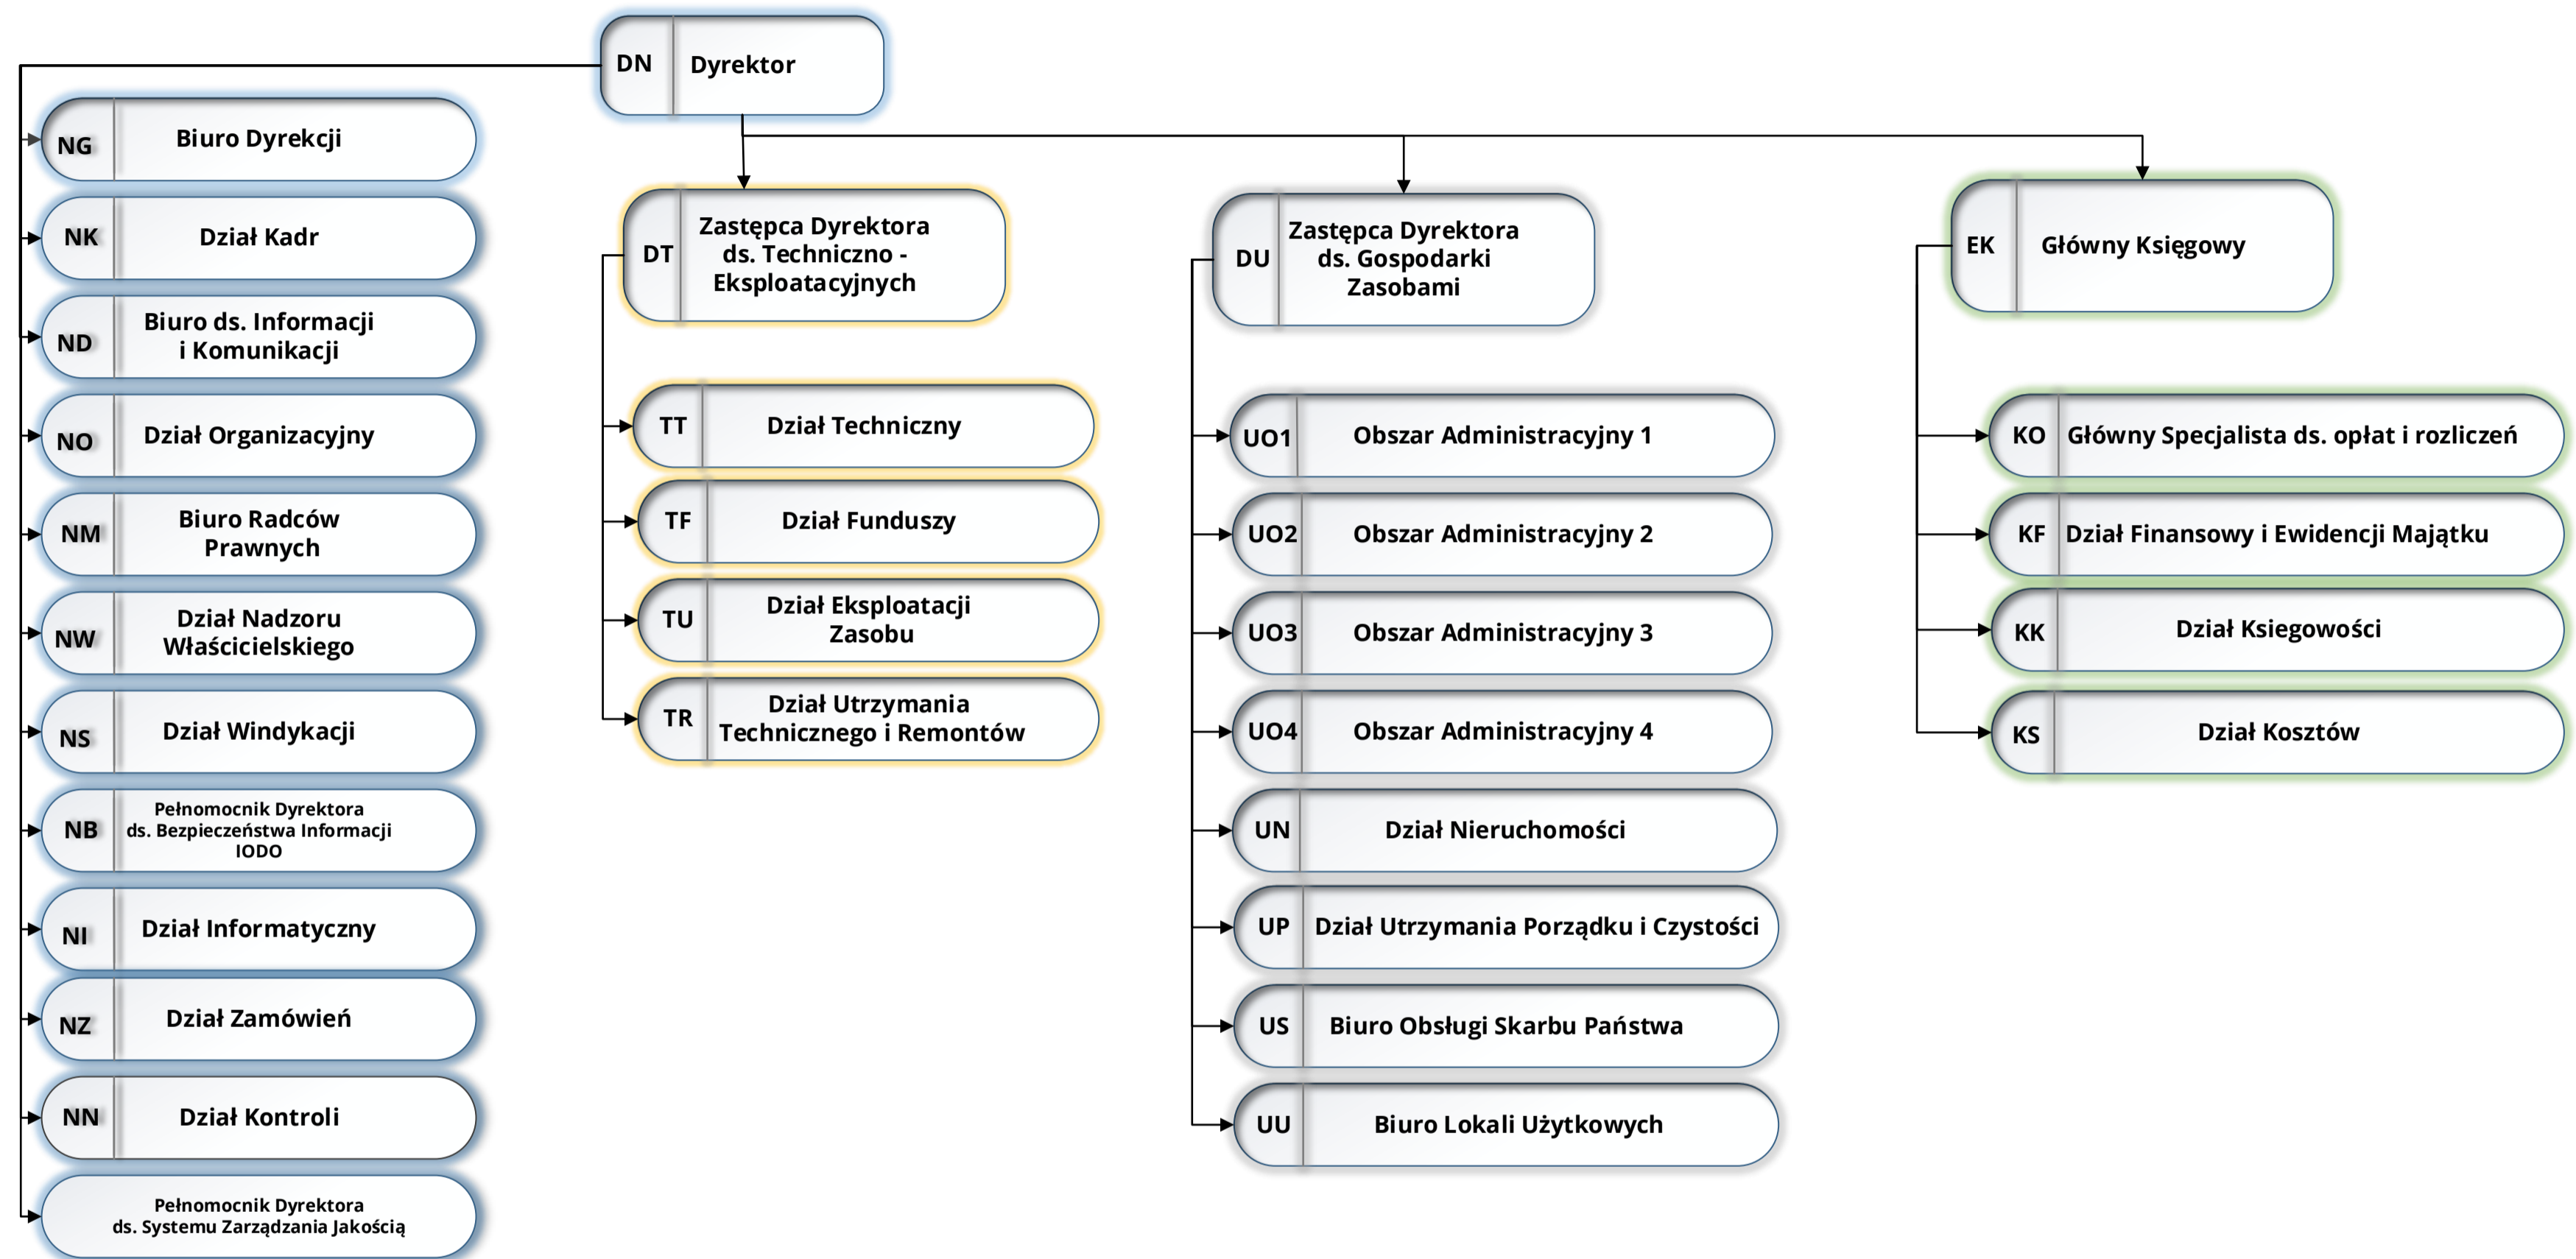 DN Dyrektor
NG Biuro Dyrekcji
NK Dział Kadr
ND Biuro ds. Informacji
i Komunikacji
NO Dział Organizacyjny
NM Biuro Radców
Prawnych
NW Dział Nadzoru
Właścicielskiego
NS Dział Windykacji
NB Pełnomocnik Dyrektora
ds. Bezpieczeństwa Informacji
IODO
NI Dział Informatyczny
NZ Dział Zamówień
NN Dział Kontroli
Pełnomocnik Dyrektora
ds. Systemu Zarządzania Jakością
DT Zastępca Dyrektora
ds. Techniczno -
Eksploatacyjnych
TT Dział Techniczny
TF Dział Funduszy
TU Dział Eksploatacji
Zasobu
TR Dział Utrzymania
Technicznego i Remontów
DU Zastępca Dyrektora
ds. Gospodarki
Zasobami
UO1 Obszar Administracyjny 1
UO2 Obszar Administracyjny 2
UO3 Obszar Administracyjny 3
UO4 Obszar Administracyjny 4
UN Dział Nieruchomości
UP Dział Utrzymania Porządku i Czystości
US Biuro Obsługi Skarbu Państwa
UU Biuro Lokali Użytkowych
EK Główny Księgowy
KO Główny Specjalista ds. opłat i rozliczeń
KF Dział Finansowy i Ewidencji Majątku
KK Dział Ksiegowości
KS Dział Kosztów